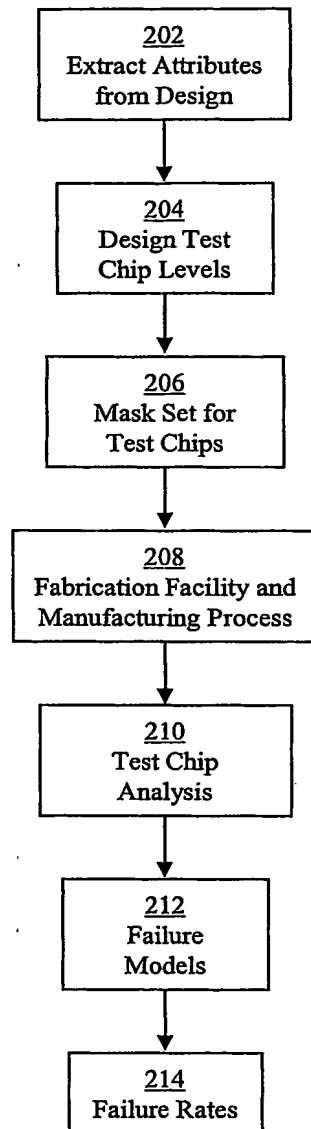 202
Extract Attributes
from Design
204
Design Test
Chip Levels
206
Mask Set for
Test Chips
208
Fabrication Facility and
Manufacturing Process
210
Test Chip
Analysis
212
Failure
Models
214
Failure Rates